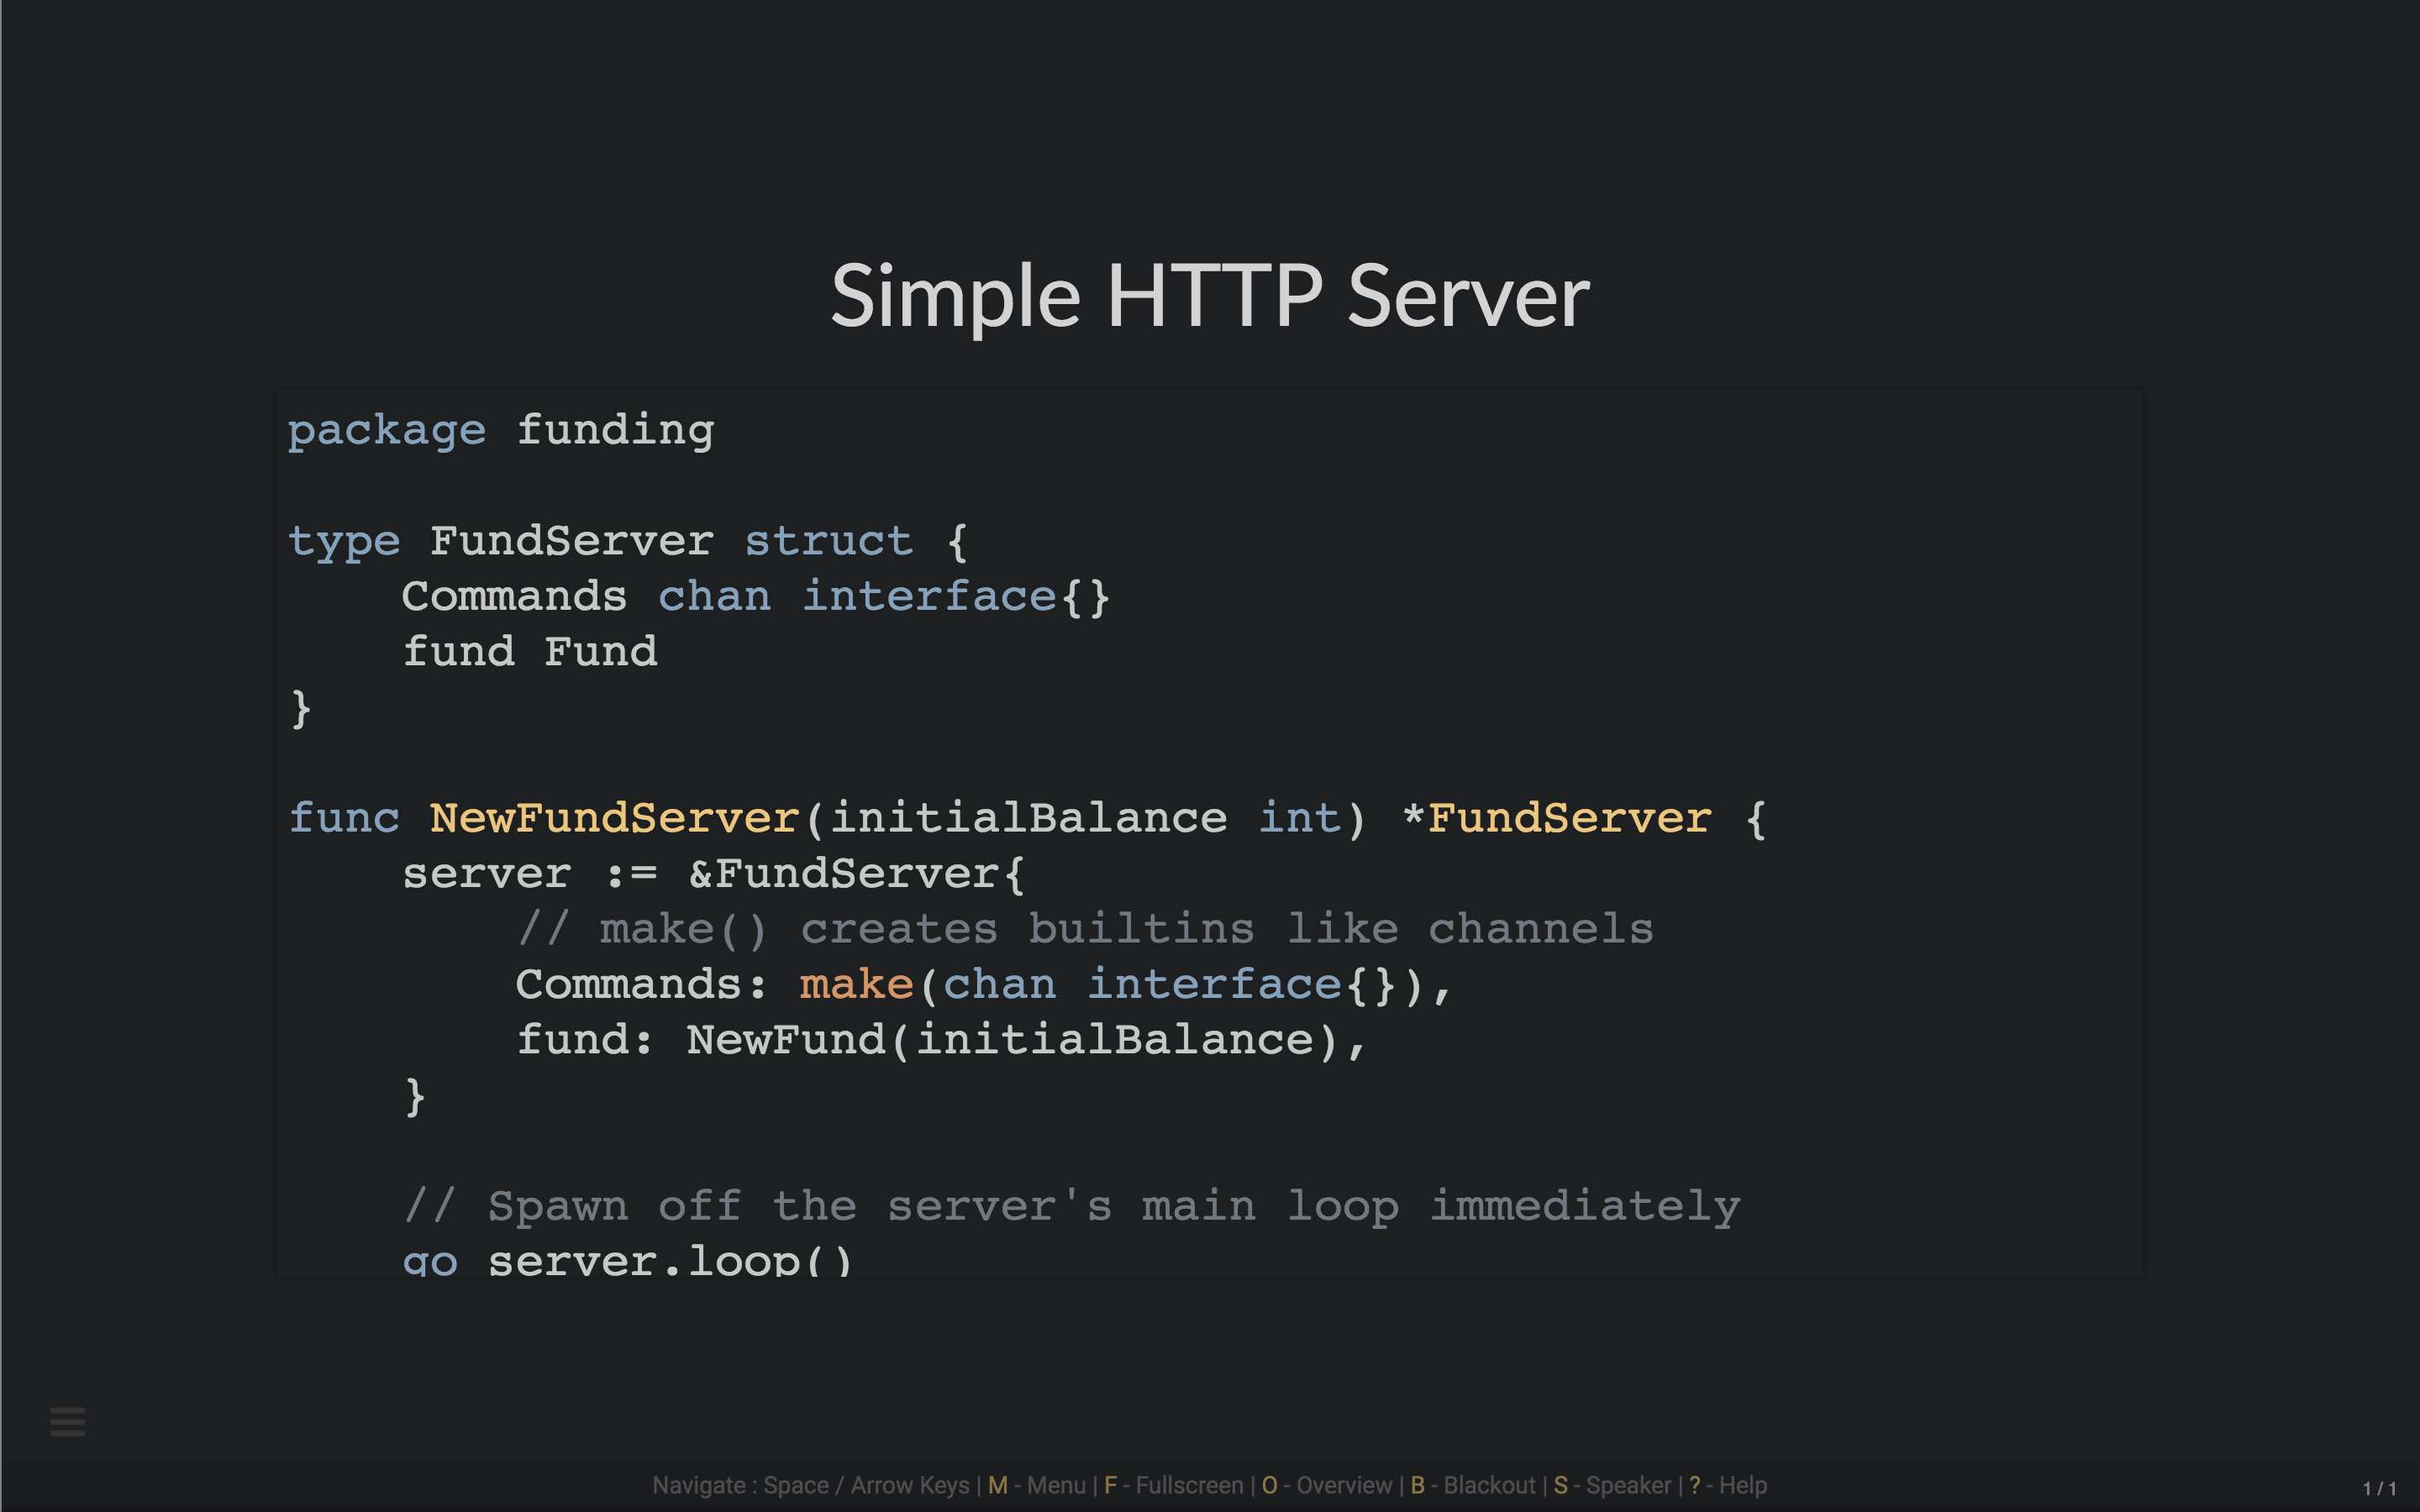 Simple HTTP Server
package funding
type FundServer struct {
    Commands chan interface{}
    fund Fund
}
func NewFundServer(initialBalance int) *FundServer {
    server := &FundServer{
        // make() creates builtins like channels
        Commands: make(chan interface{}),
        fund: NewFund(initialBalance),
    }
    // Spawn off the server's main loop immediately
    go server.loop()
Navigate : Space / Arrow Keys | M - Menu | F - Fullscreen | O - Overview | B - Blackout | S - Speaker | ? - Help
1 / 1